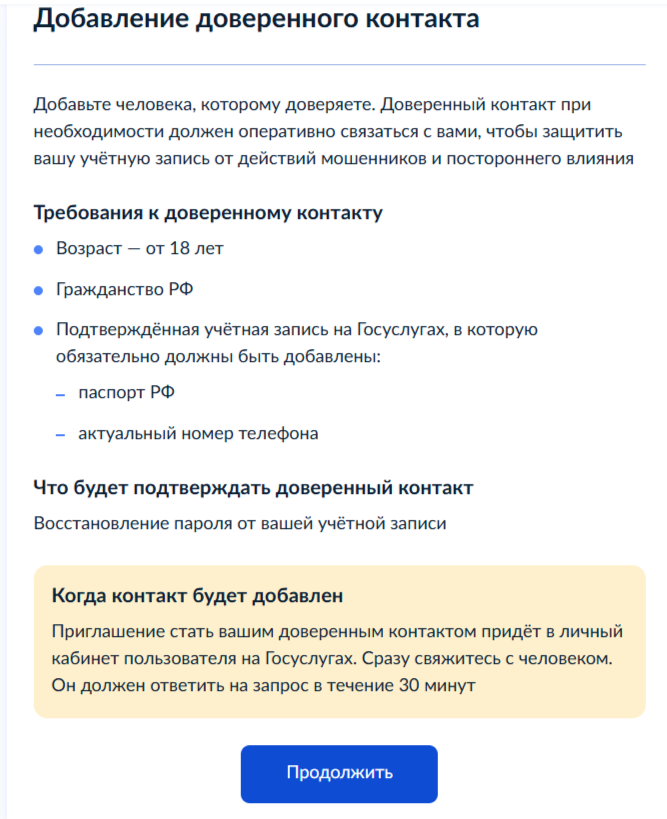 Добавление доверенного контакта
Добавьте человека, которому доверяете. Доверенный контакт при
необходимости должен оперативно связаться с вами, чтобы защитить
вашу учётную запись от действий мошенников и постороннего влияния
Требования к доверенному контакту
Возраст — от 18 лет
Гражданство РФ
Подтверждённая учётная запись на Госуслугах, в которую
обязательно должны быть добавлены:
– паспорт РФ
– актуальный номер телефона
Что будет подтверждать доверенный контакт
Восстановление пароля от вашей учётной записи
Когда контакт будет добавлен
Приглашение стать вашим доверенным контактом придёт в личный
кабинет пользователя на Госуслугах. Сразу свяжитесь с человеком.
Он должен ответить на запрос в течение 30 минут
Продолжить